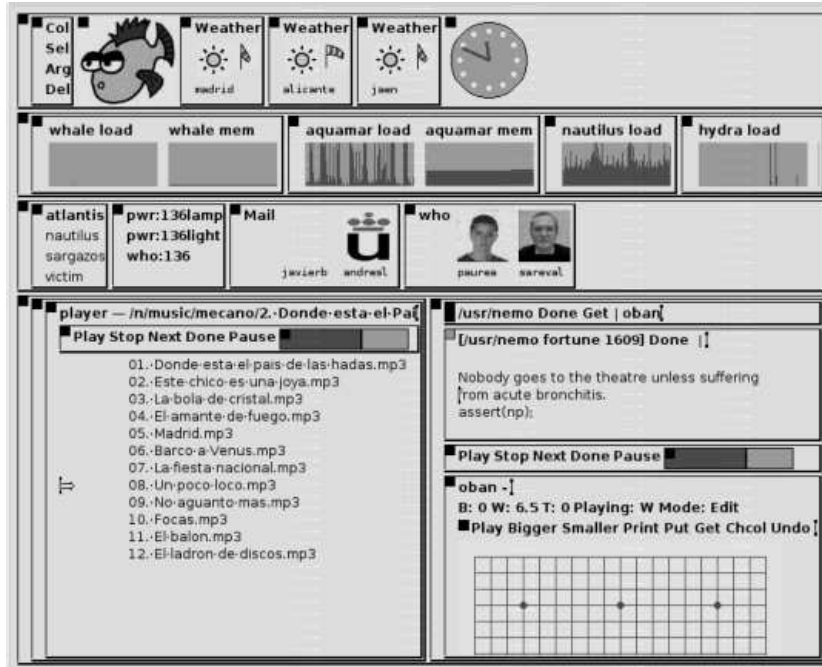 Col
Sel
Arg
Del
Weather
madrid
Weather
alicante
Weather
jaen
whale load
whale mem
aquamar load
aquamar mem
nautilus load
hydra load
atlantis
nautilus
sargazos
victim
pwr:136lamp
pwr:136light
who:136
Mail
javierb
u
andresl
who
paurea
sareval
player — /n/music/mecano/2.·Donde·esta·el·Pai
Play Stop Next Done Pause
01.·Donde·esta·el·pais·de·las·hadas.mp3
02.·Este·chico·es·una·joya.mp3
03.·La·bola·de·cristal.mp3
04.·El·amante·de·fuego.mp3
05.·Madrid.mp3
06.·Barco·a·Venus.mp3
07.·La·fiesta·nacional.mp3
08.·Un·poco·loco.mp3
09.·No·aguanto·mas.mp3
10.·Focas.mp3
11.·El·balon.mp3
12.·El·ladron·de·discos.mp3
/usr/nemo Done Get | oban
[/usr/nemo fortune 1609] Done |
Nobody goes to the theatre unless suffering
from acute bronchitis.
assert(np);
Play Stop Next Done Pause
oban -
B: 0 W: 6.5 T: 0 Playing: W Mode: Edit
Play Bigger Smaller Print Put Get Chcol Undo